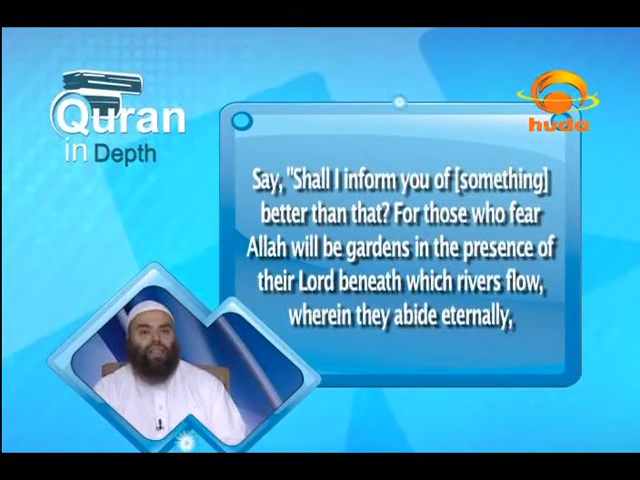 Quran
in Depth
huda
Say, "Shall I inform you of [something]
better than that? For those who fear
Allah will be gardens in the presence of
their Lord beneath which rivers flow,
wherein they abide eternally,